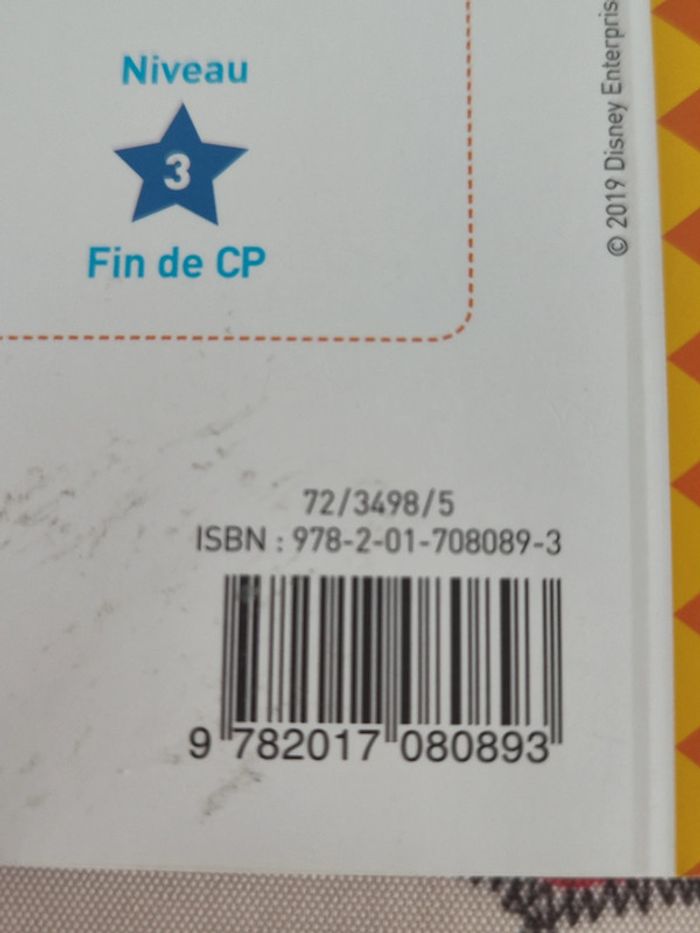 Niveau
3
Fin de CP
© 2019 Disney Enterpris
72/3498/5
ISBN : 978-2-01-708089-3
9 782017 080893